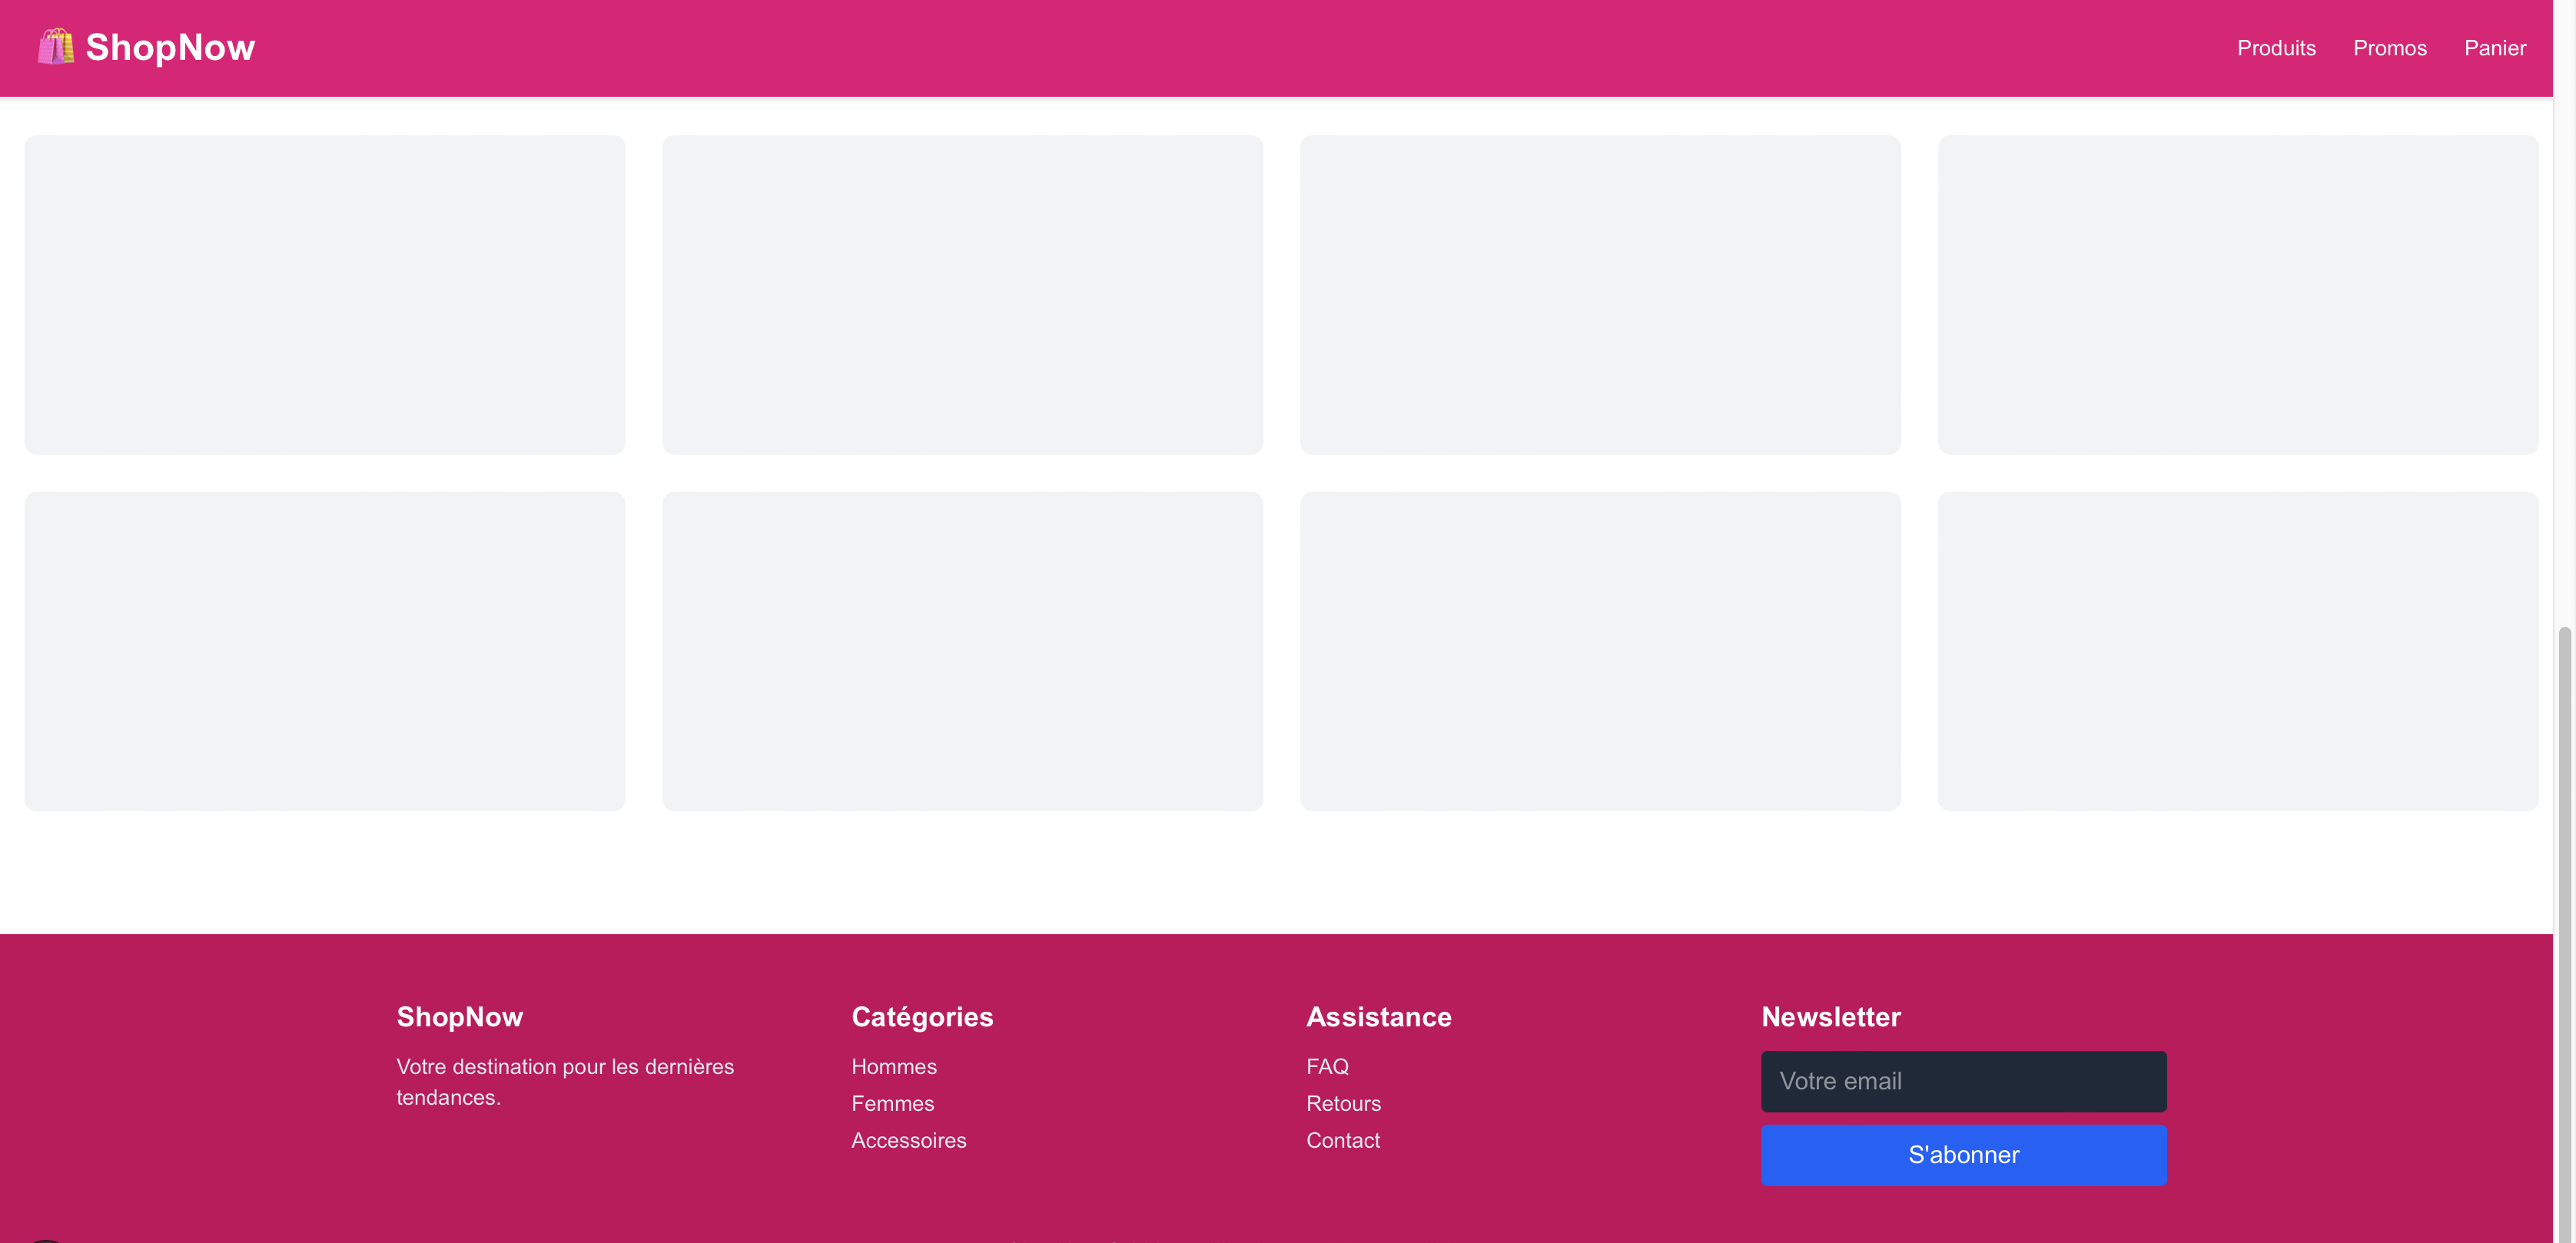 ShopNow
Produits
Promos
Panier
ShopNow
Votre destination pour les dernières
tendances.
Catégories
Hommes
Femmes
Accessoires
Assistance
FAQ
Retours
Contact
Newsletter
Votre email
S'abonner